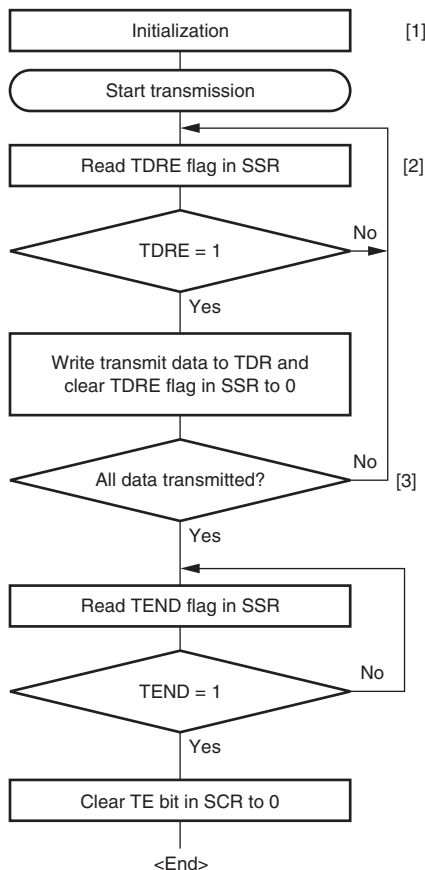 Initialization
[1]
Start transmission
Read TDRE flag in SSR
[2]
TDRE = 1
No
Yes
Write transmit data to TDR and
clear TDRE flag in SSR to 0
All data transmitted?
No
[3]
Yes
Read TEND flag in SSR
TEND = 1
No
Yes
Clear TE bit in SCR to 0
<End>